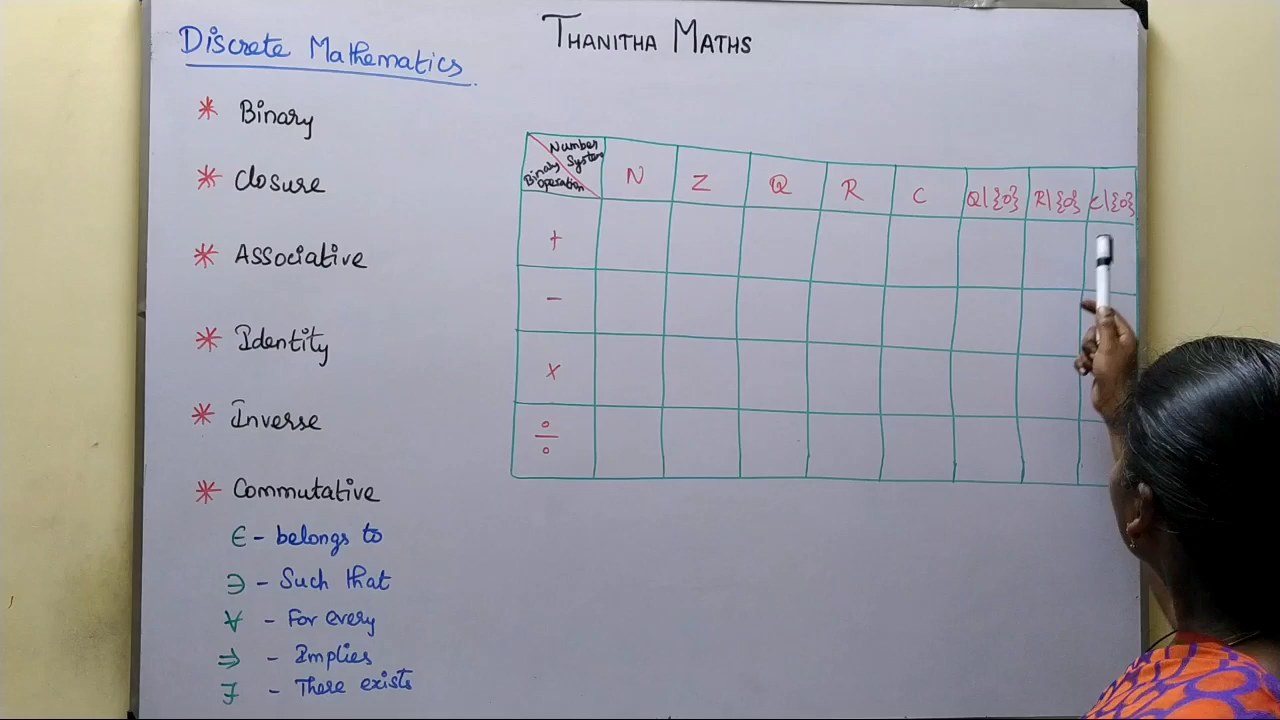 Thanitha Maths
Discrete Mathematics
* Binary
* Closure
* Associative
* Identity
* Inverse
* Commutative
∈ - belongs to
∋ - Such that
∀ - For every
⇒ - Implies
∃ - There exists
Number System
Binary Operation
N Z Q R C Q\{0} R\{0} C\{0}
+
-
×
÷